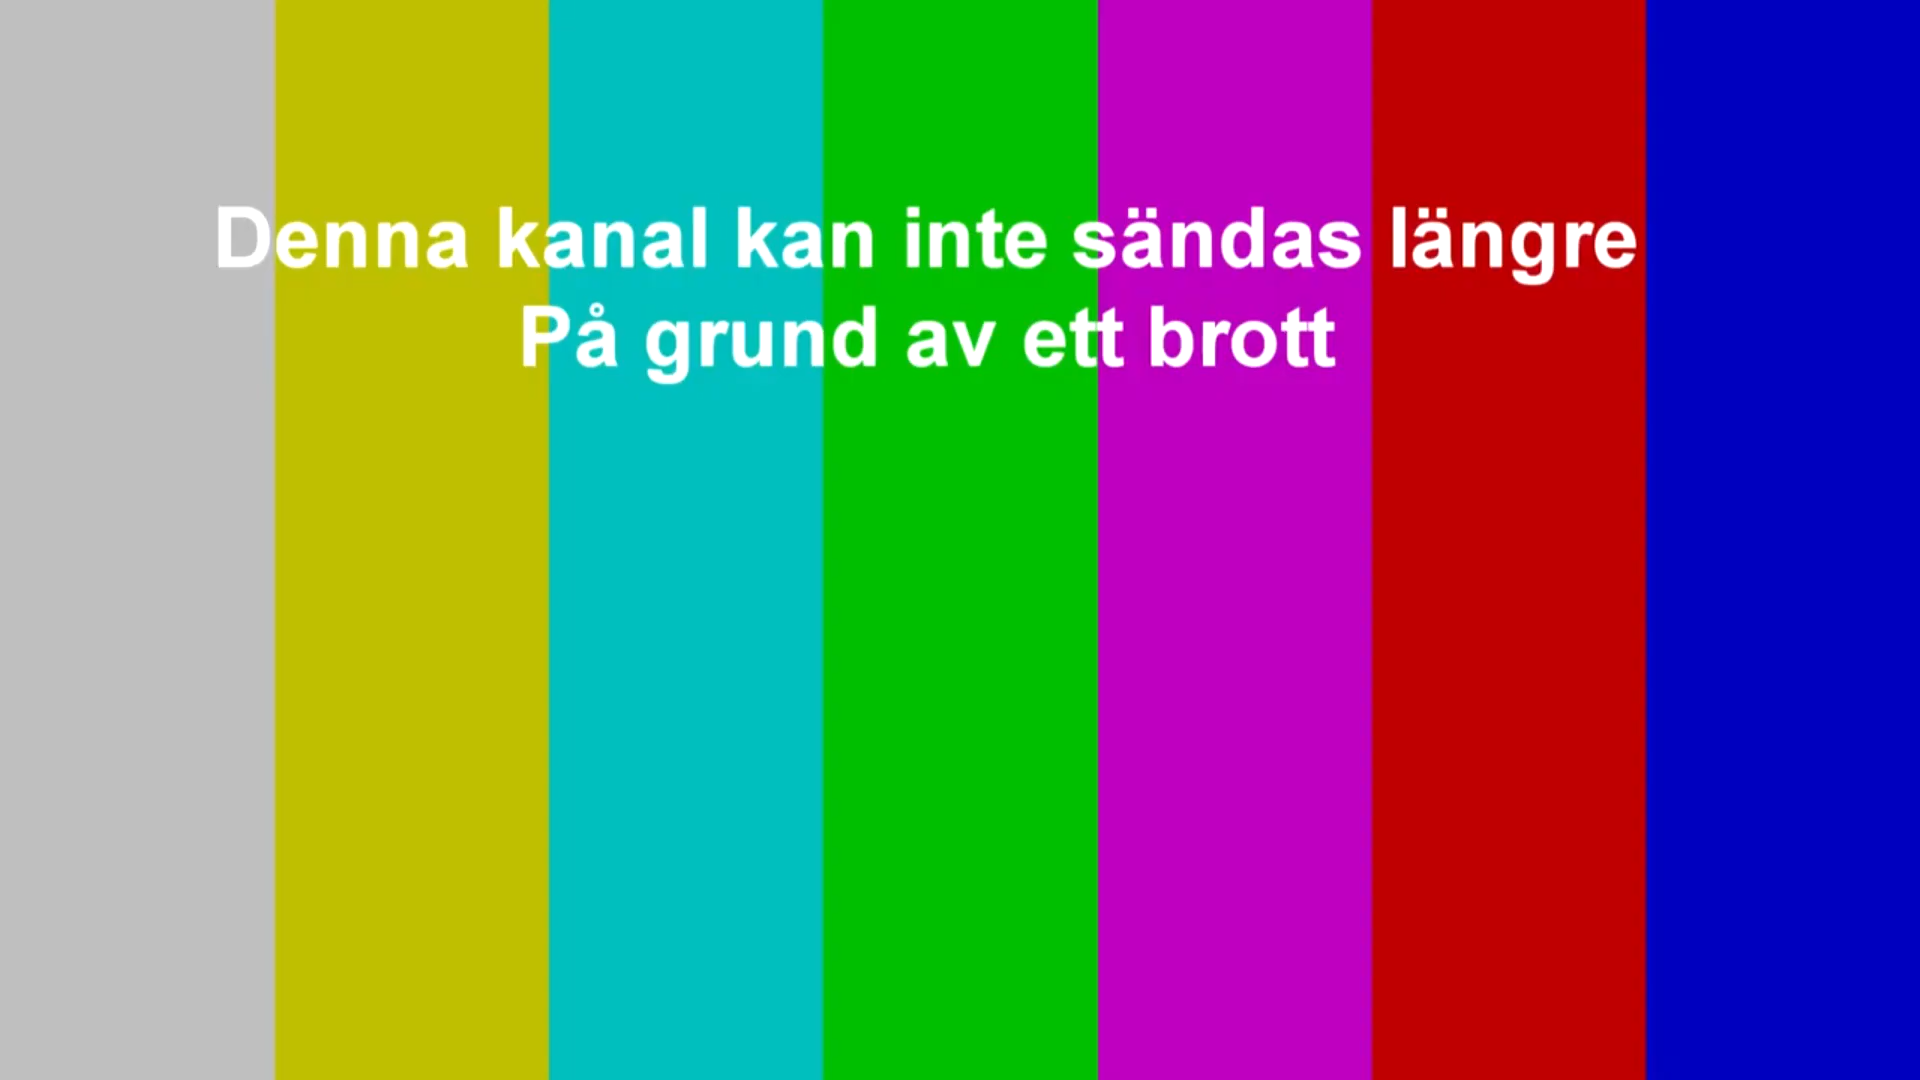 Denna kanal kan inte sändas längre
På grund av ett brott